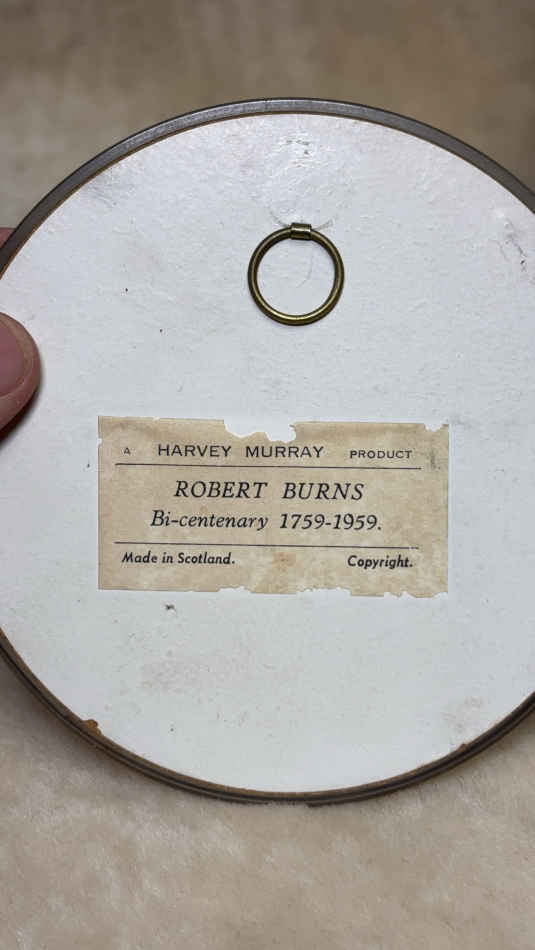 A HARVEY MURRAY PRODUCT
ROBERT BURNS
Bi-centenary 1759-1959.
Made in Scotland. Copyright.